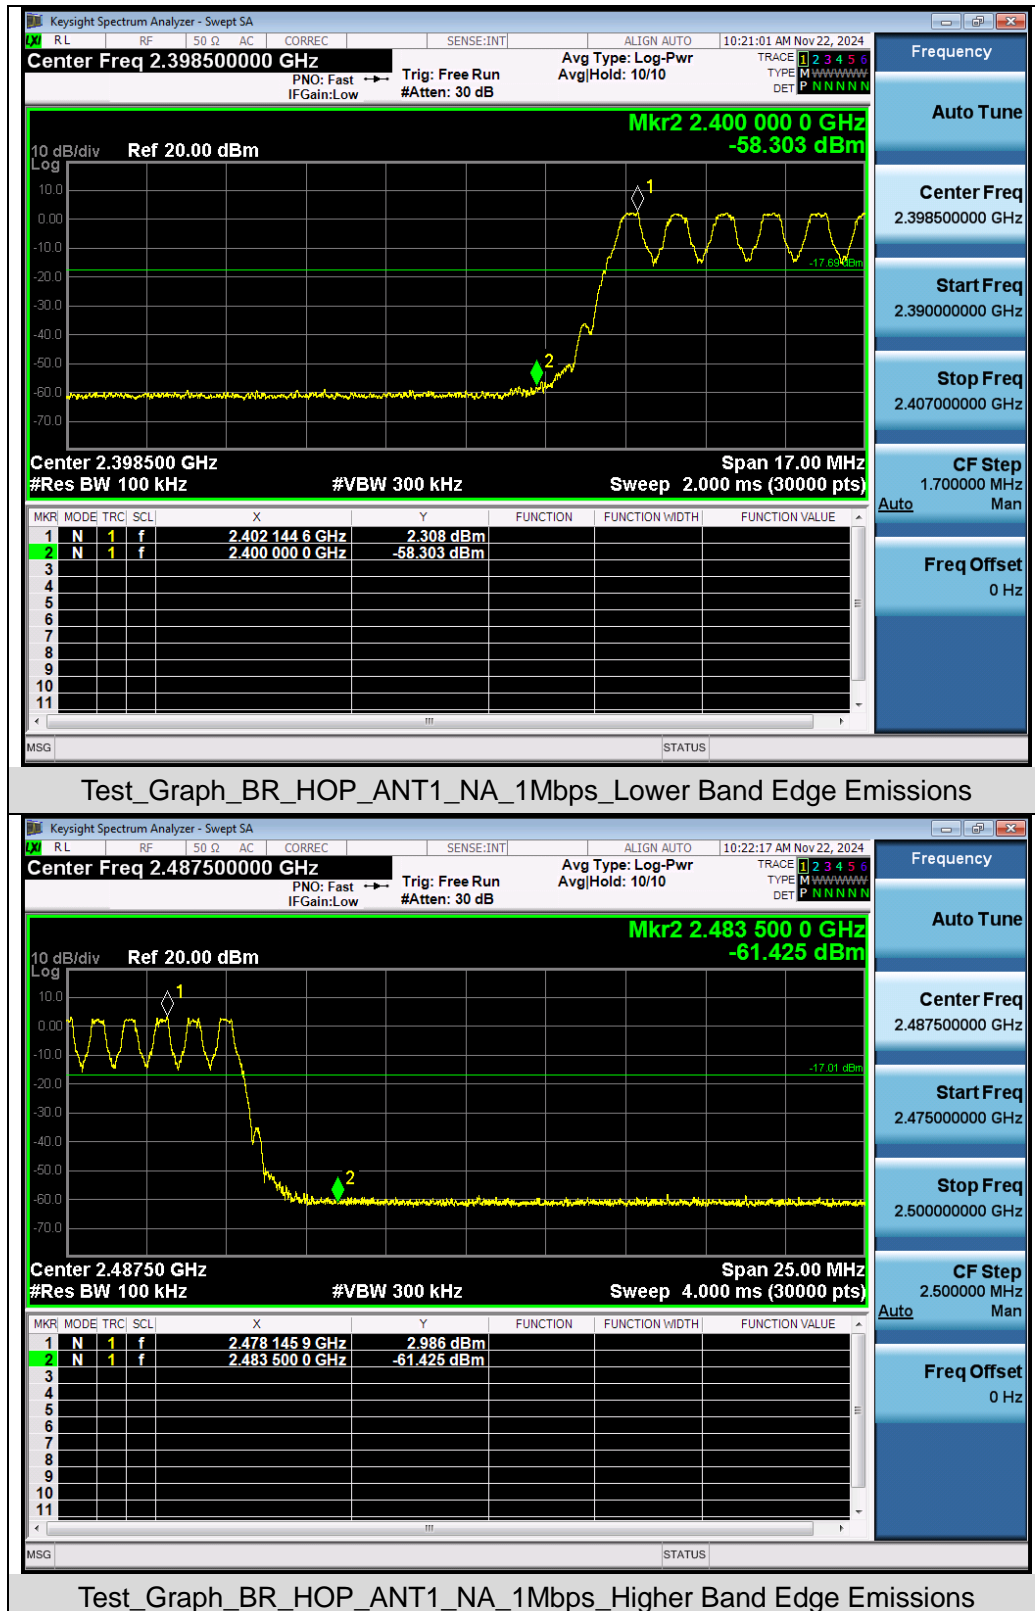 Keysight Spectrum Analyzer - Swept SA
LXI RL RF 50 Ω AC CORREC SENSE:INT ALIGN AUTO 10:21:01 AM Nov 22, 2024
Center Freq 2.398500000 GHz
PNO: Fast
IFGain:Low
Trig: Free Run
#Atten: 30 dB
Avg Type: Log-Pwr
Avg|Hold: 10/10
TRACE 1 2 3 4 5 6
TYPE M WWWWW
DET P N N N N N
Mkr2 2.400 000 0 GHz
-58.303 dBm
10 dB/div Ref 20.00 dBm
Log
10.0
0.00
-10.0
-20.0
-30.0
-40.0
-50.0
-60.0
-70.0
1
2
-17.69 dBm
Center 2.398500 GHz Span 17.00 MHz
#Res BW 100 kHz #VBW 300 kHz Sweep 2.000 ms (30000 pts)
MKR MODE TRC SCL X Y FUNCTION FUNCTION WIDTH FUNCTION VALUE
1 N 1 f 2.402 144 6 GHz 2.308 dBm
2 N 1 f 2.400 000 0 GHz -58.303 dBm
3
4
5
6
7
8
9
10
11
MSG STATUS
Frequency
Auto Tune
Center Freq
2.398500000 GHz
Start Freq
2.390000000 GHz
Stop Freq
2.407000000 GHz
CF Step
1.700000 MHz
Auto Man
Freq Offset
0 Hz
Test_Graph_BR_HOP_ANT1_NA_1Mbps_Lower Band Edge Emissions
Keysight Spectrum Analyzer - Swept SA
LXI RL RF 50 Ω AC CORREC SENSE:INT ALIGN AUTO 10:22:17 AM Nov 22, 2024
Center Freq 2.487500000 GHz
PNO: Fast
IFGain:Low
Trig: Free Run
#Atten: 30 dB
Avg Type: Log-Pwr
Avg|Hold: 10/10
TRACE 1 2 3 4 5 6
TYPE M WWWWW
DET P N N N N N
Mkr2 2.483 500 0 GHz
-61.425 dBm
10 dB/div Ref 20.00 dBm
Log
10.0
0.00
-10.0
-20.0
-30.0
-40.0
-50.0
-60.0
-70.0
1
2
-17.01 dBm
Center 2.48750 GHz Span 25.00 MHz
#Res BW 100 kHz #VBW 300 kHz Sweep 4.000 ms (30000 pts)
MKR MODE TRC SCL X Y FUNCTION FUNCTION WIDTH FUNCTION VALUE
1 N 1 f 2.478 145 9 GHz 2.986 dBm
2 N 1 f 2.483 500 0 GHz -61.425 dBm
3
4
5
6
7
8
9
10
11
MSG STATUS
Frequency
Auto Tune
Center Freq
2.487500000 GHz
Start Freq
2.475000000 GHz
Stop Freq
2.500000000 GHz
CF Step
2.500000 MHz
Auto Man
Freq Offset
0 Hz
Test_Graph_BR_HOP_ANT1_NA_1Mbps_Higher Band Edge Emissions